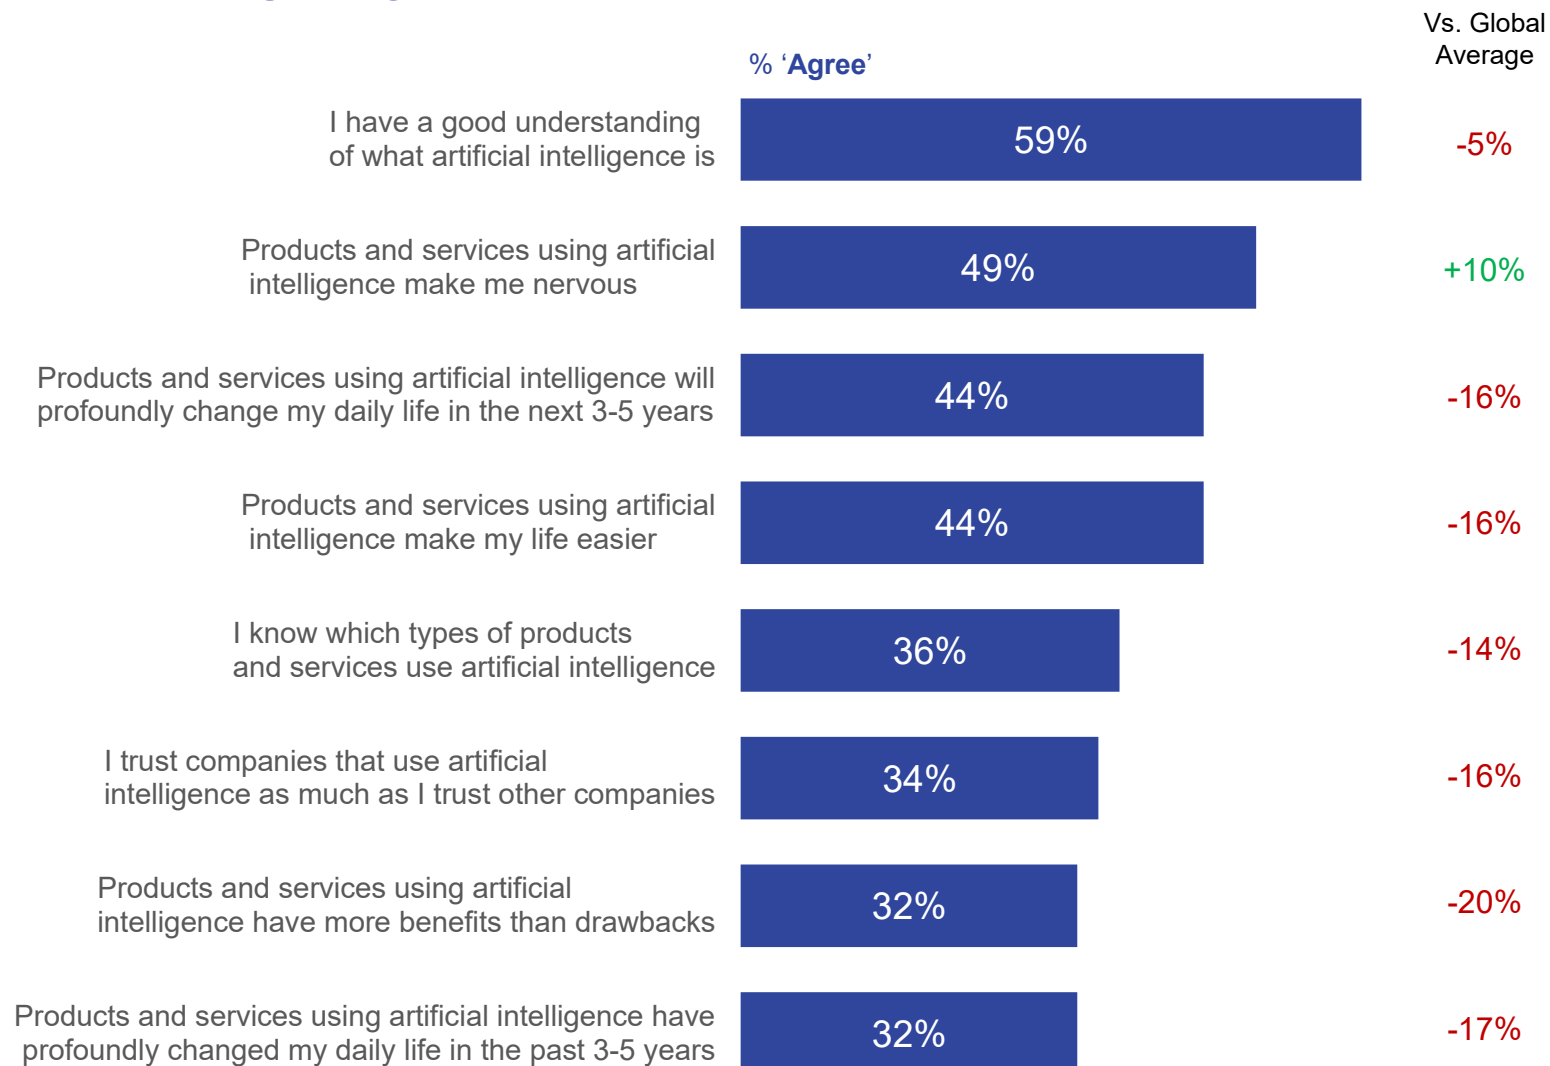 Vs. Global
Average
% ‘Agree’
I have a good understanding
of what artificial intelligence is
59%
-5%
Products and services using artificial
intelligence make me nervous
49%
+10%
Products and services using artificial intelligence will
profoundly change my daily life in the next 3-5 years
44%
-16%
Products and services using artificial
intelligence make my life easier
44%
-16%
I know which types of products
and services use artificial intelligence
36%
-14%
I trust companies that use artificial
intelligence as much as I trust other companies
34%
-16%
Products and services using artificial
intelligence have more benefits than drawbacks
32%
-20%
Products and services using artificial intelligence have
profoundly changed my daily life in the past 3-5 years
32%
-17%